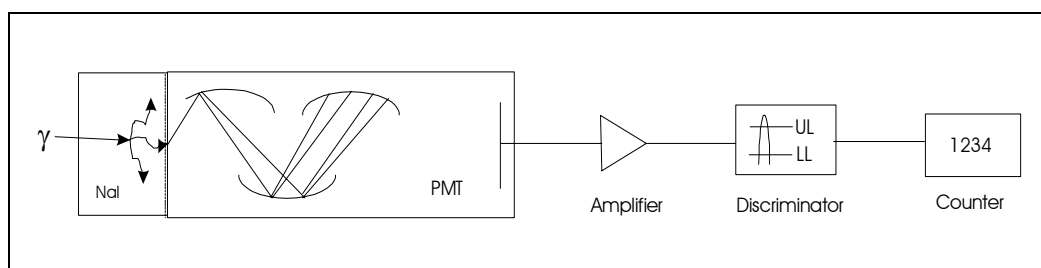 γ
NaI
PMT
Amplifier
UL
LL
Discriminator
1234
Counter